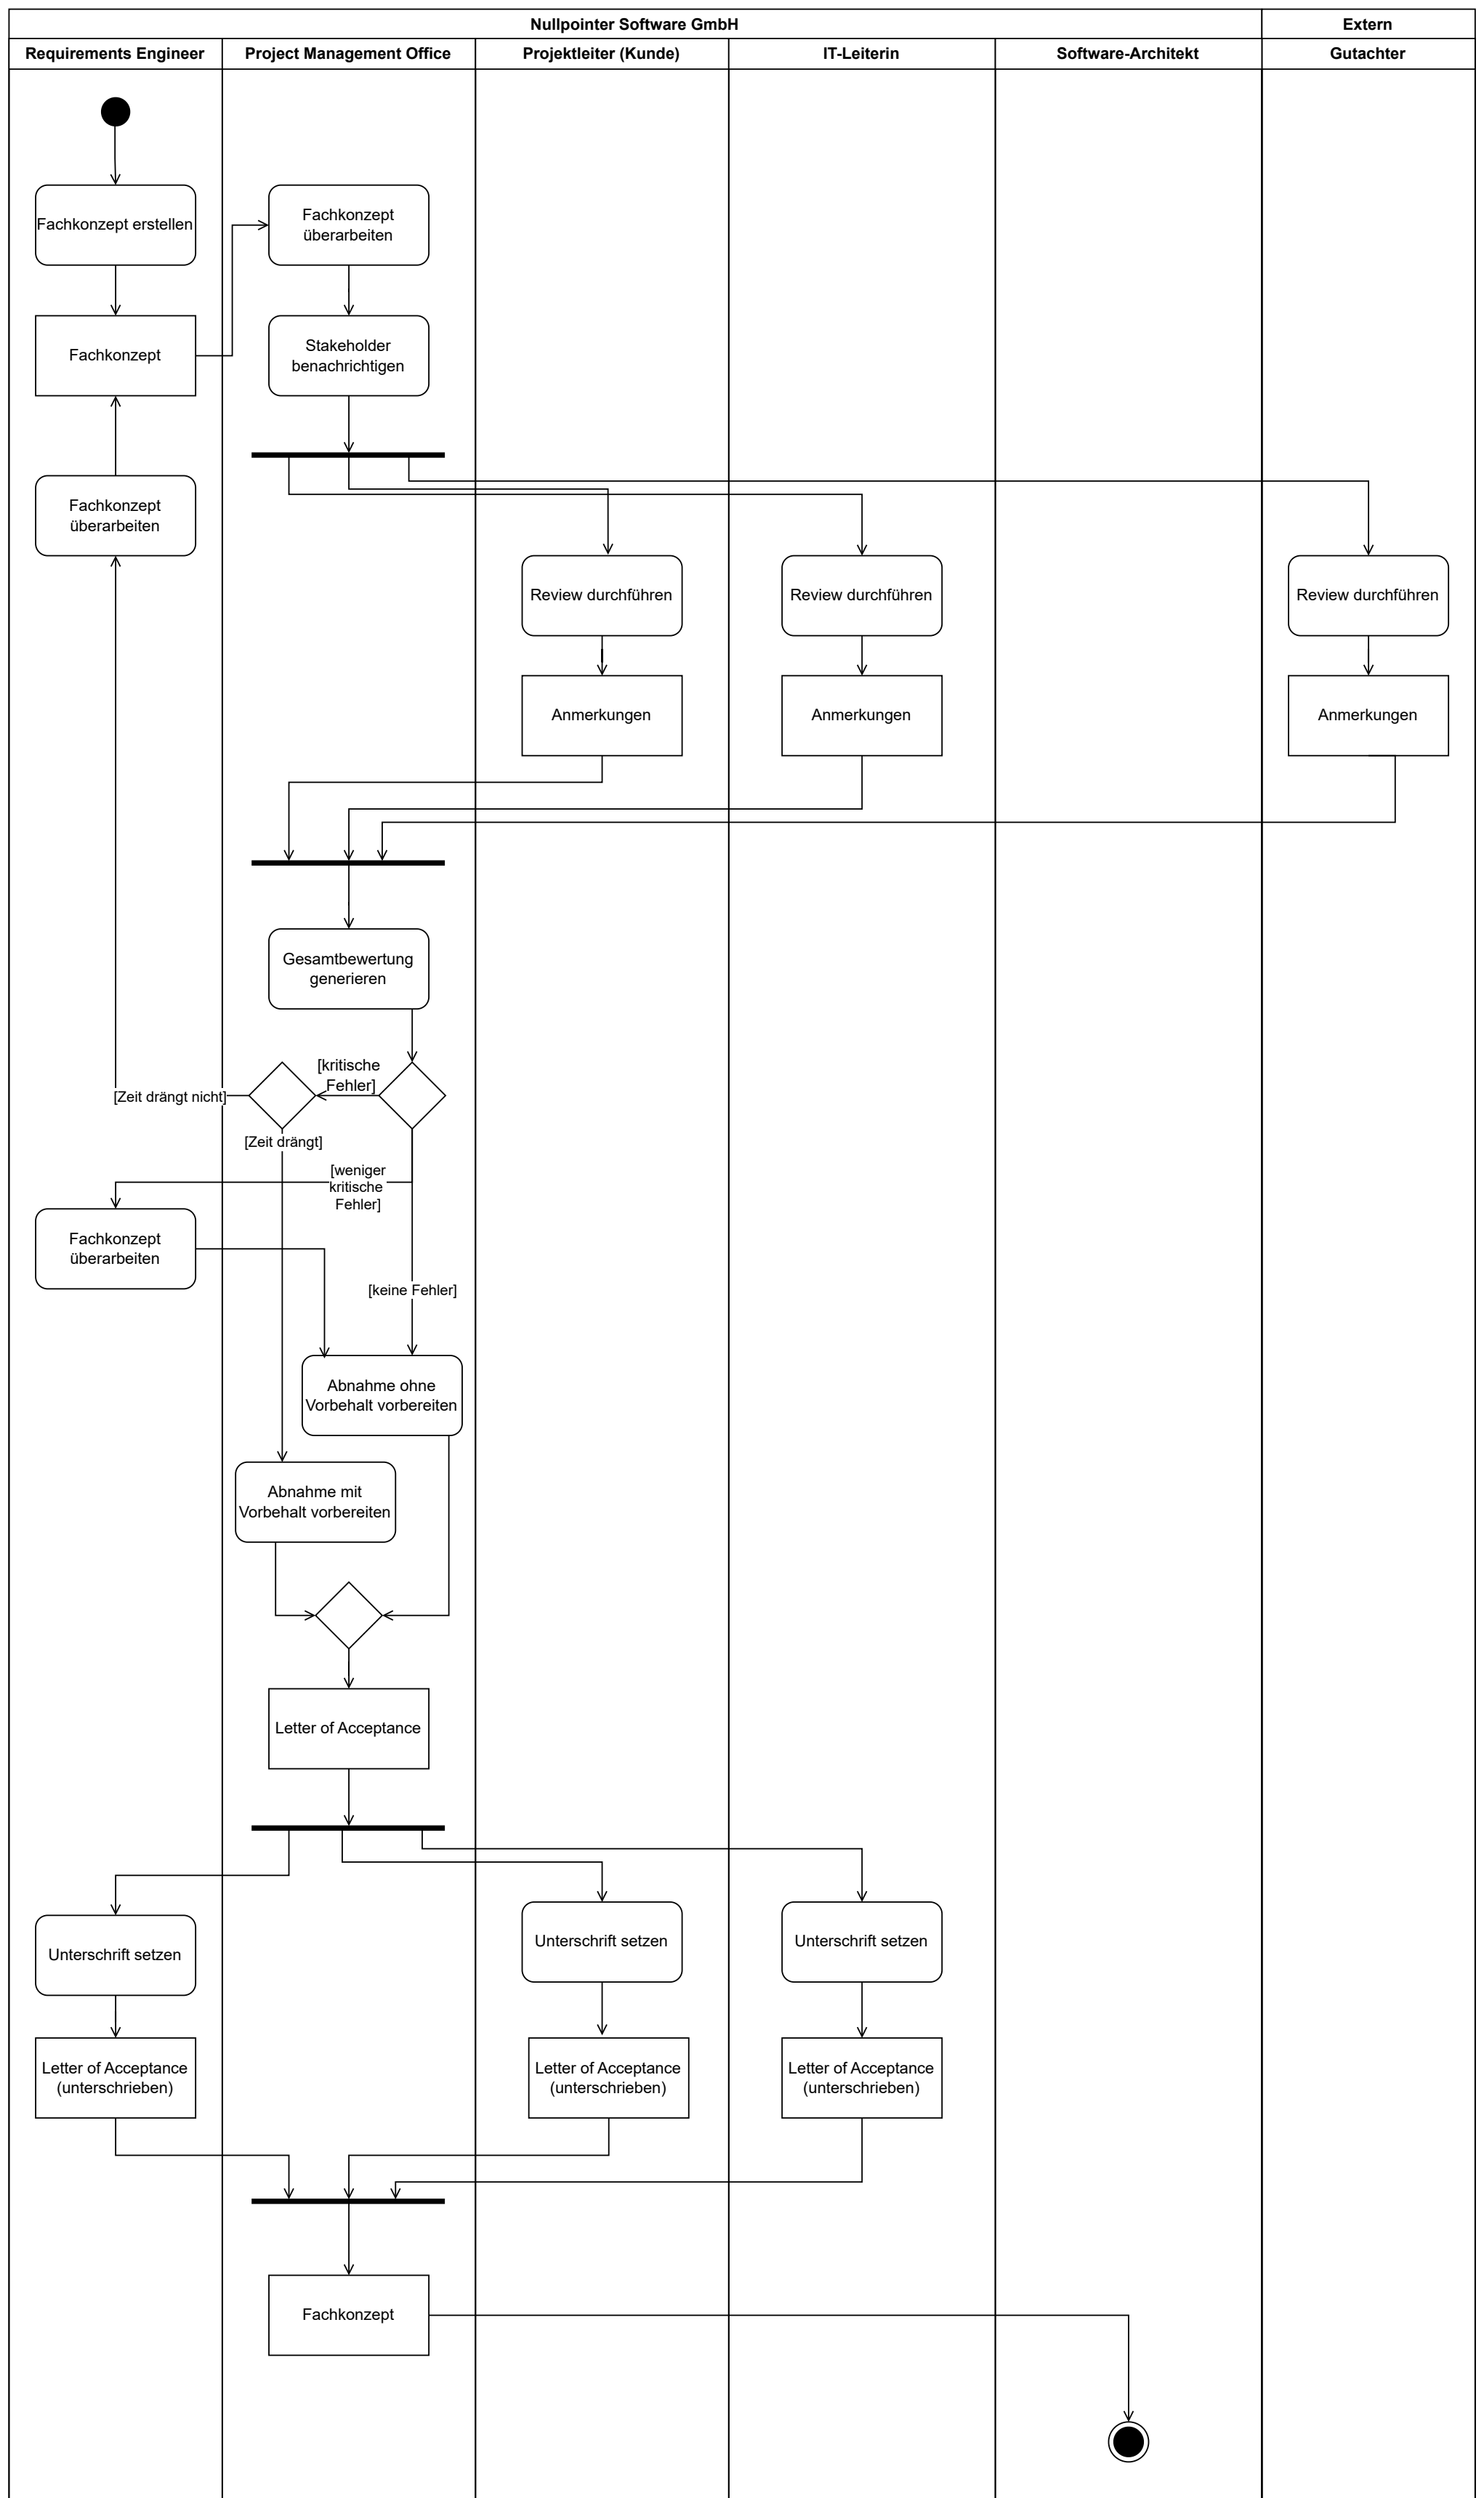 Nullpointer Software GmbH
Extern
Requirements Engineer
Project Management Office
Projektleiter (Kunde)
IT-Leiterin
Software-Architekt
Gutachter
Fachkonzept erstellen
Fachkonzept
überarbeiten
Fachkonzept
Stakeholder
benachrichtigen
Fachkonzept
überarbeiten
Review durchführen
Review durchführen
Review durchführen
Anmerkungen
Anmerkungen
Anmerkungen
Gesamtbewertung
generieren
[kritische
Fehler]
[Zeit drängt nicht]
[Zeit drängt]
[weniger
kritische
Fehler]
Fachkonzept
überarbeiten
[keine Fehler]
Abnahme ohne
Vorbehalt vorbereiten
Abnahme mit
Vorbehalt vorbereiten
Letter of Acceptance
Unterschrift setzen
Unterschrift setzen
Unterschrift setzen
Letter of Acceptance
(unterschrieben)
Letter of Acceptance
(unterschrieben)
Letter of Acceptance
(unterschrieben)
Fachkonzept